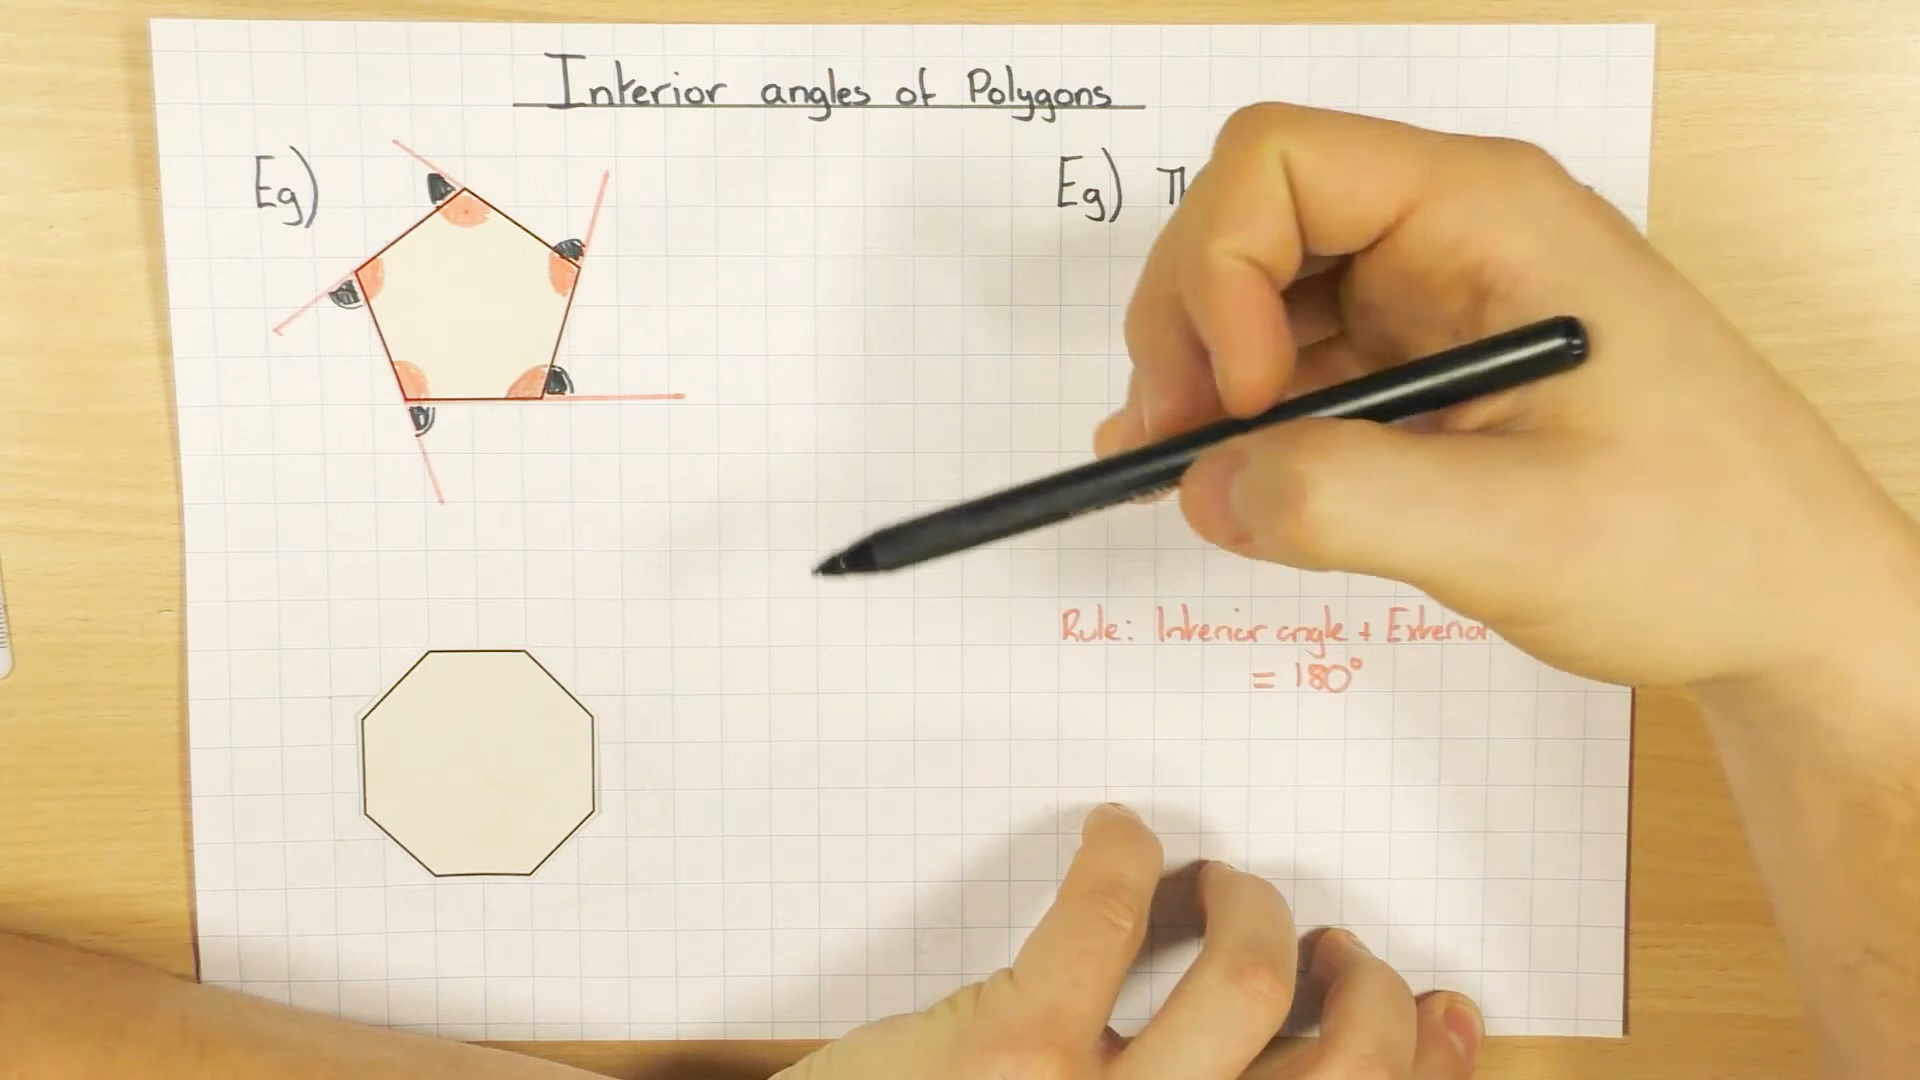 Interior angles of Polygons
Eg)
Eg) Th
Rule: Interior angle + Exterior
= 180°